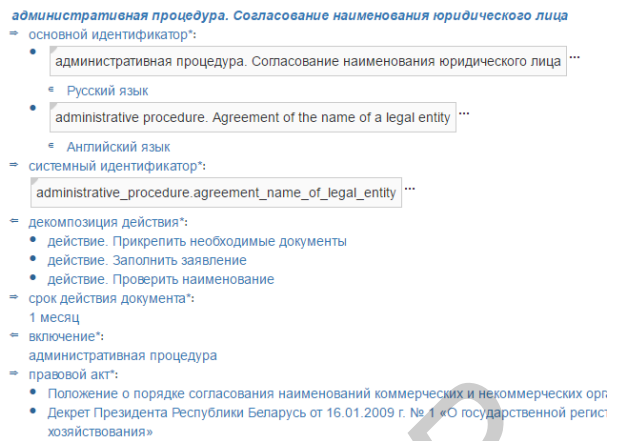 административная процедура. Согласование наименования юридического лица
⇒ основной идентификатор*:
• административная процедура. Согласование наименования юридического лица ...
∊ Русский язык
• administrative procedure. Agreement of the name of a legal entity ...
∊ Английский язык
⇒ системный идентификатор*:
administrative_procedure.agreement_name_of_legal_entity ...
⇐ декомпозиция действия*:
• действие. Прикрепить необходимые документы
• действие. Заполнить заявление
• действие. Проверить наименование
⇒ срок действия документа*:
1 месяц
⇐ включение*:
административная процедура
⇒ правовой акт*:
• Положение о порядке согласования наименований коммерческих и некоммерческих орга
• Декрет Президента Республики Беларусь от 16.01.2009 г. № 1 «О государственной регист
хозяйствования»